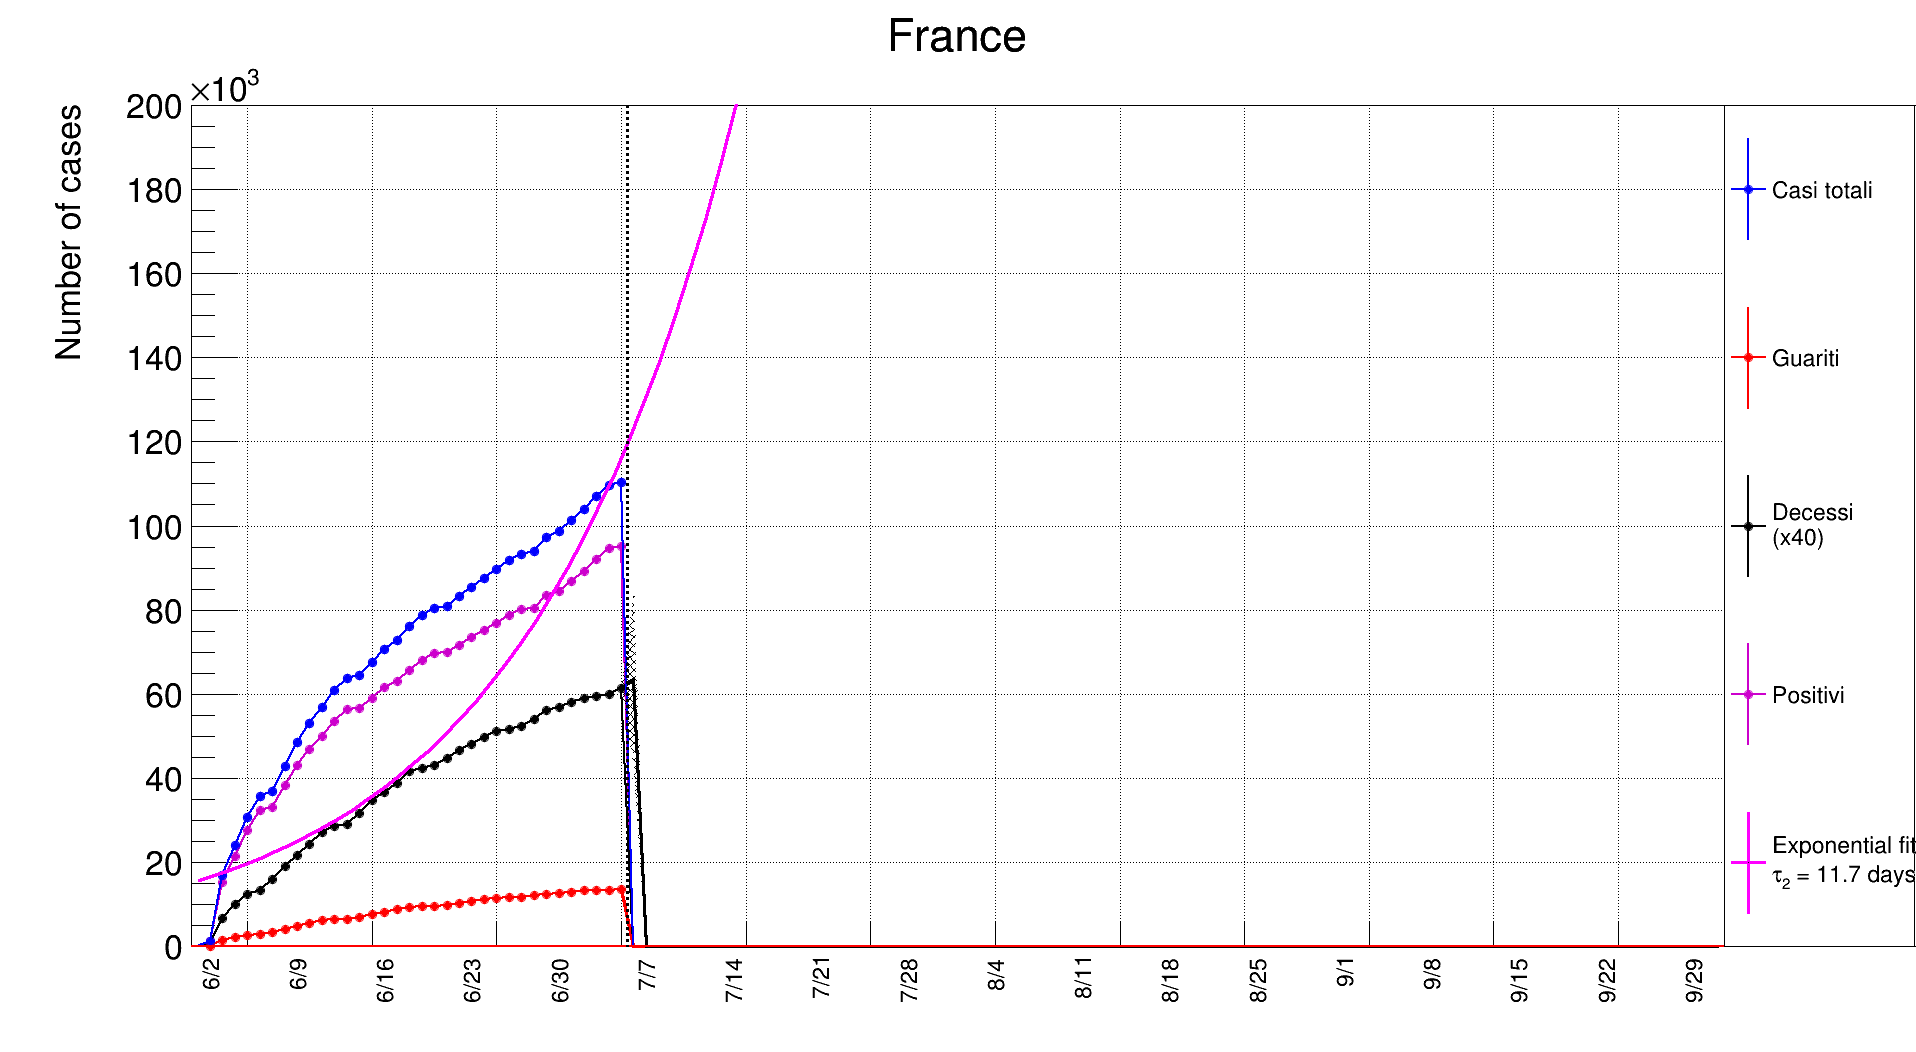 France
×10³
Number of cases
200
180
160
140
120
100
80
60
40
20
0
6/2 6/9 6/16 6/23 6/30 7/7 7/14 7/21 7/28 8/4 8/11 8/18 8/25 9/1 9/8 9/15 9/22 9/29
Casi totali
Guariti
Decessi
(x40)
Positivi
Exponential fit
τ₂ = 11.7 days